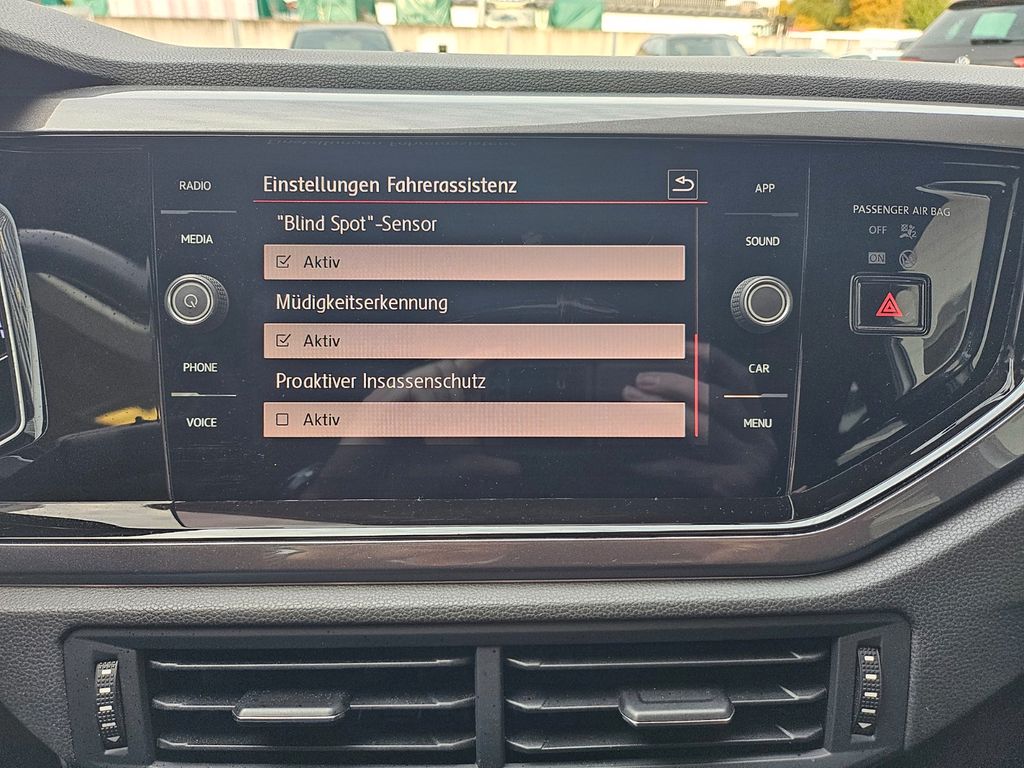 RADIO
MEDIA
PHONE
VOICE
Einstellungen Fahrerassistenz
"Blind Spot"-Sensor
Aktiv
Müdigkeitserkennung
Aktiv
Proaktiver Insassenschutz
Aktiv
APP
SOUND
CAR
MENU
PASSENGER AIR BAG
OFF
ON